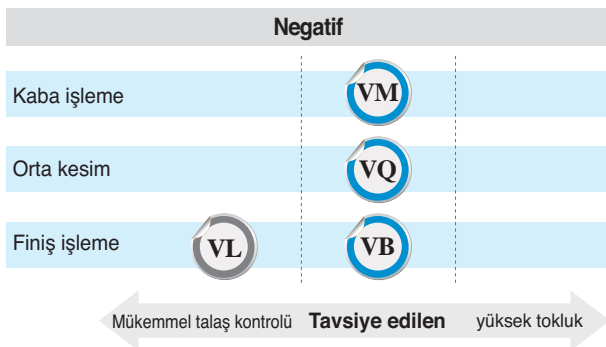 Negatif
Kaba işleme VM
Orta kesim VQ
Finiş işleme VL VB
Mükemmel talaş kontrolü Tavsiye edilen yüksek tokluk